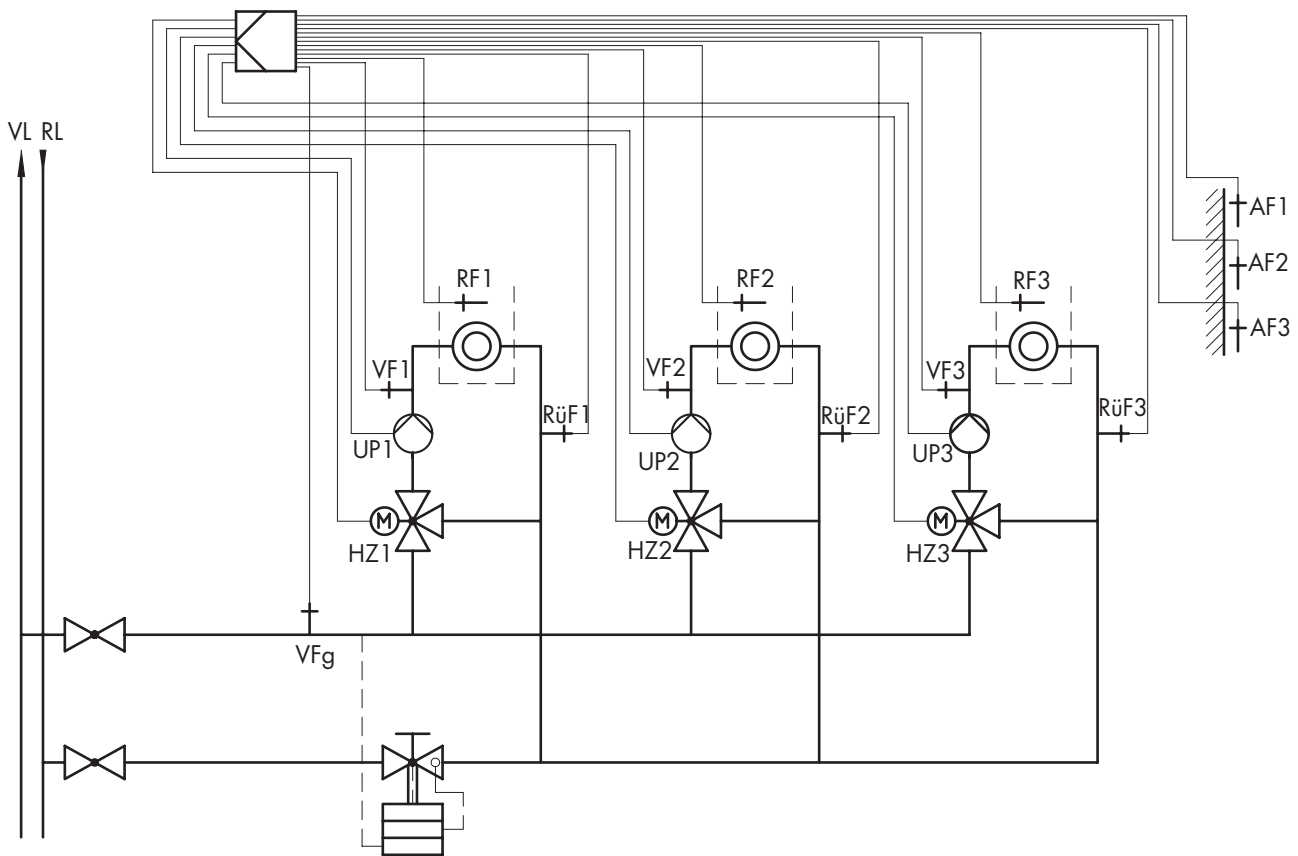 VL RL
AF1
AF2
AF3
RF1 RF2 RF3
VF1 VF2 VF3
RüF1 RüF2 RüF3
UP1 UP2 UP3
M M M
HZ1 HZ2 HZ3
VFg